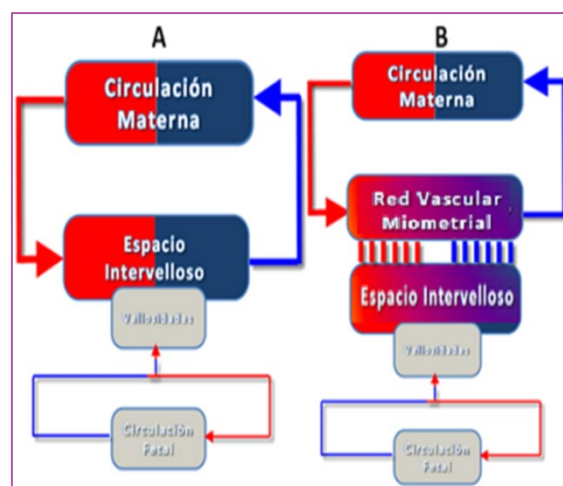 A
Circulación
Materna
Espacio
Intervelloso
Vellosidades
Circulación
Fetal
B
Circulación
Materna
Red Vascular
Miometrial
Espacio Intervelloso
Vellosidades
Circulación
Fetal